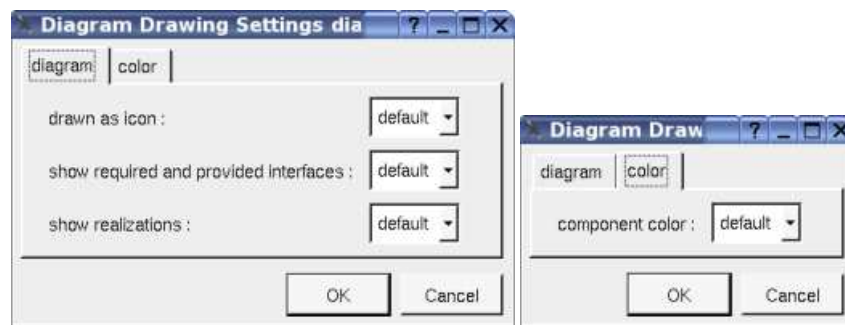 Diagram Drawing Settings dia ?
diagram color
drawn as icon : default
show required and provided interfaces : default
show realizations : default
OK Cancel
Diagram Draw ?
diagram color
component color : default
OK Cancel